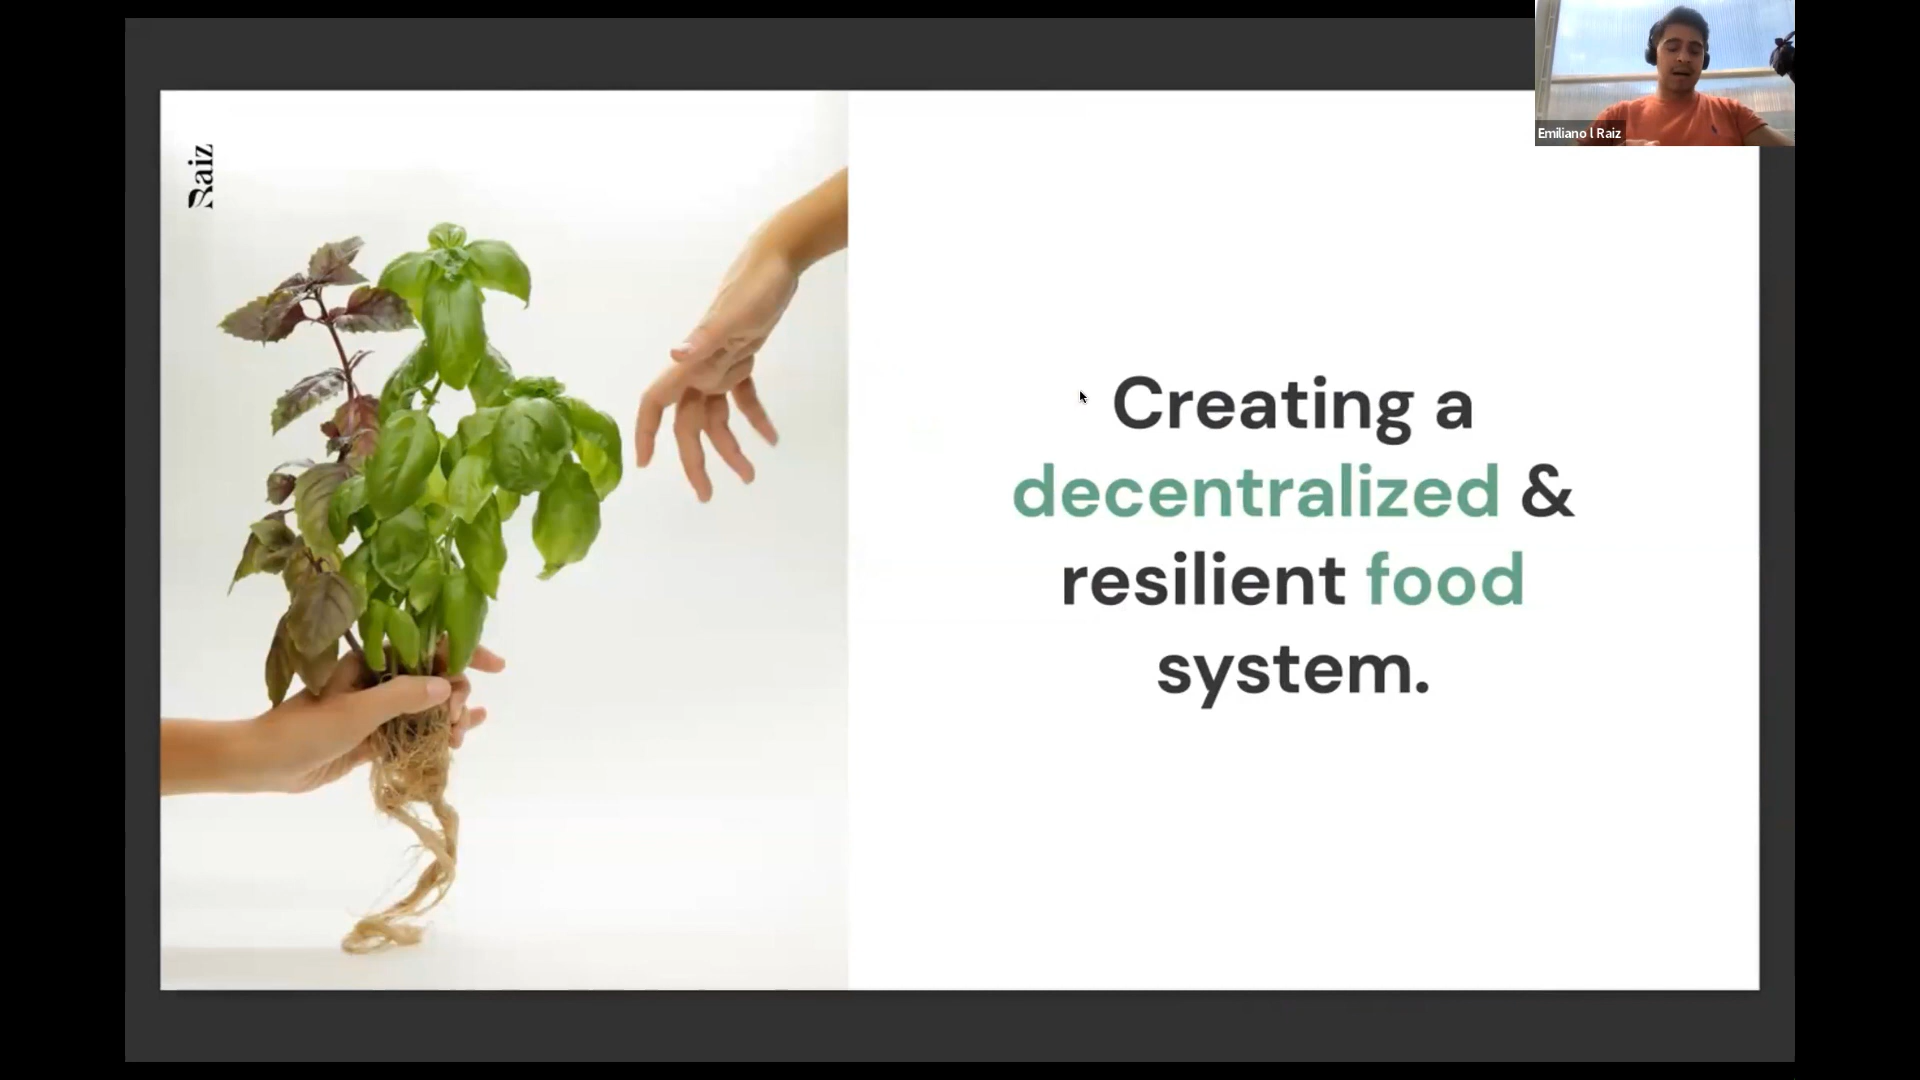 Raiz
Emiliano l Raiz
Creating a
decentralized &
resilient food
system.